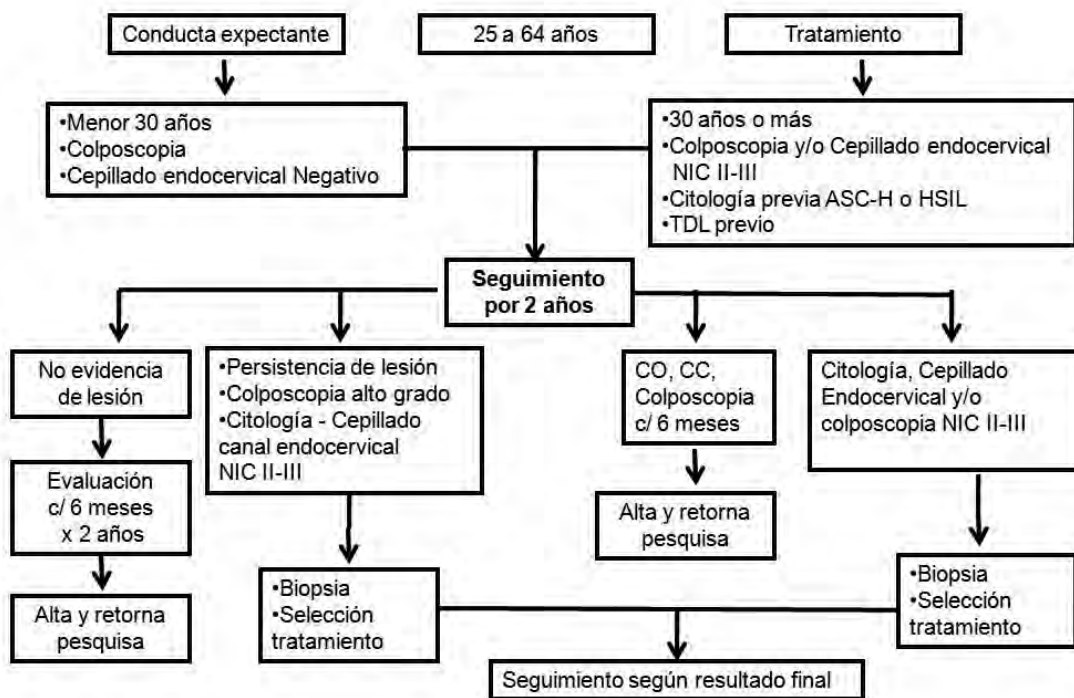 Conducta expectante
25 a 64 años
Tratamiento
•Menor 30 años
•Colposcopia
•Cepillado endocervical Negativo
•30 años o más
•Colposcopia y/o Cepillado endocervical
NIC II-III
•Citología previa ASC-H o HSIL
•TDL previo
Seguimiento
por 2 años
No evidencia
de lesión
•Persistencia de lesión
•Colposcopia alto grado
•Citología - Cepillado
canal endocervical
NIC II-III
CO, CC,
Colposcopia
c/ 6 meses
Citología, Cepillado
Endocervical y/o
colposcopia NIC II-III
Evaluación
c/ 6 meses
x 2 años
Alta y retorna
pesquisa
Alta y retorna
pesquisa
•Biopsia
•Selección
tratamiento
•Biopsia
•Selección
tratamiento
Seguimiento según resultado final